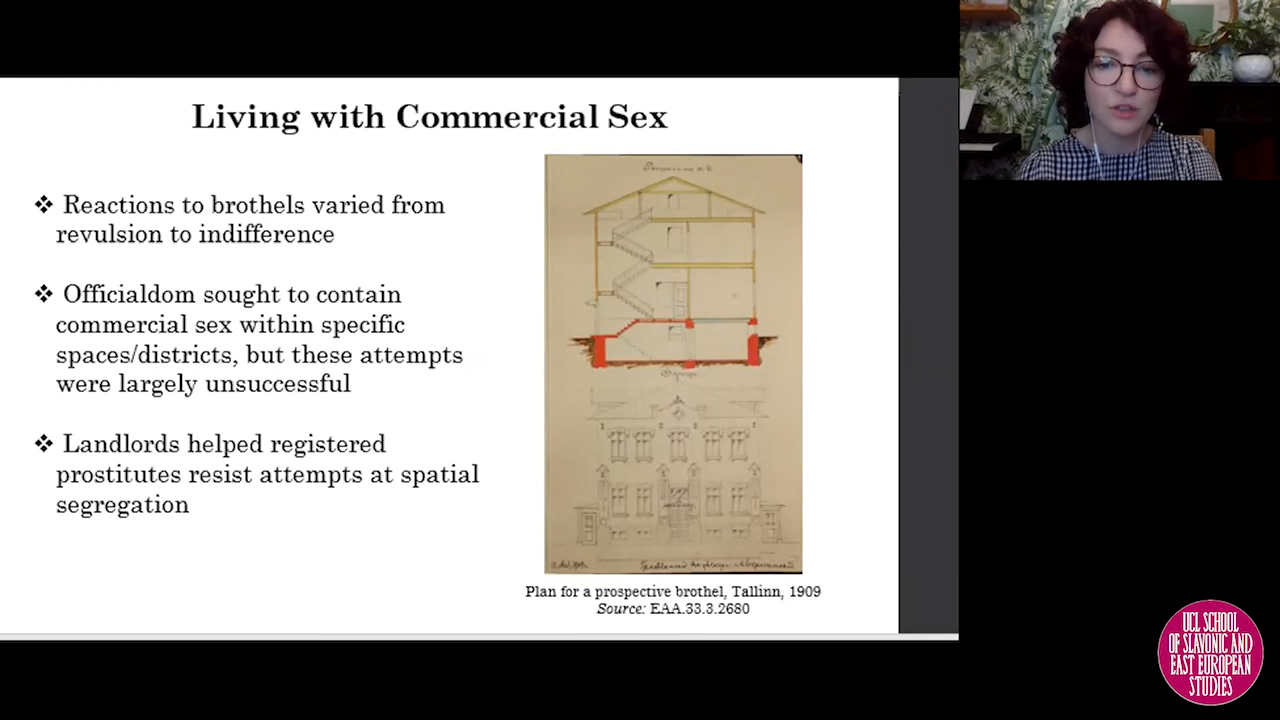 Living with Commercial Sex
❖ Reactions to brothels varied from
revulsion to indifference
❖ Officialdom sought to contain
commercial sex within specific
spaces/districts, but these attempts
were largely unsuccessful
❖ Landlords helped registered
prostitutes resist attempts at spatial
segregation
Plan for a prospective brothel, Tallinn, 1909
Source: EAA.33.3.2680
UCL SCHOOL
OF SLAVONIC AND
EAST EUROPEAN
STUDIES